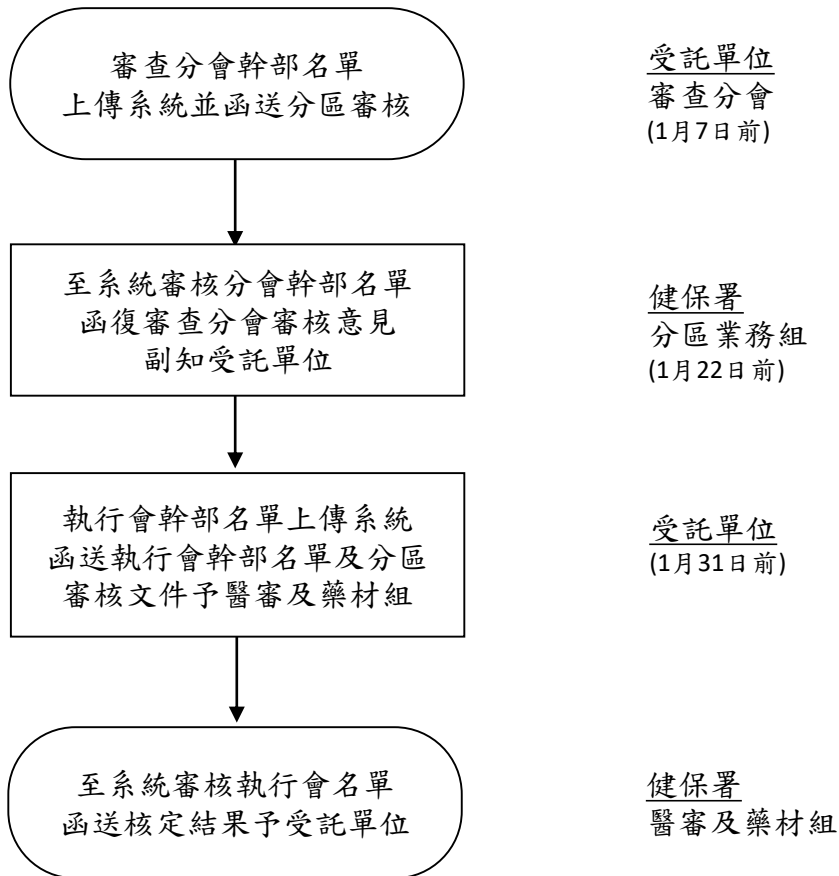 審查分會幹部名單
上傳系統並函送分區審核
受託單位
審查分會
(1月7日前)
至系統審核分會幹部名單
函復審查分會審核意見
副知受託單位
健保署
分區業務組
(1月22日前)
執行會幹部名單上傳系統
函送執行會幹部名單及分區
審核文件予醫審及藥材組
受託單位
(1月31日前)
至系統審核執行會名單
函送核定結果予受託單位
健保署
醫審及藥材組